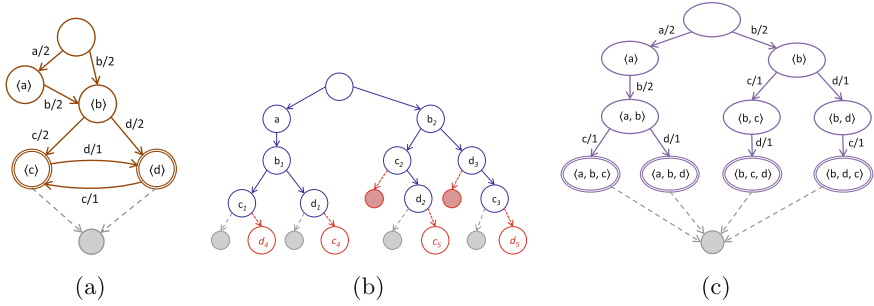 a/2
b/2
⟨a⟩
b/2
⟨b⟩
c/2
d/2
⟨c⟩
d/1
⟨d⟩
c/1
(a)
a
b2
b1
c2
d3
c1
d1
d2
c3
d4
c4
c5
d5
(b)
a/2
b/2
⟨a⟩
⟨b⟩
b/2
c/1
d/1
⟨a, b⟩
⟨b, c⟩
⟨b, d⟩
c/1
d/1
d/1
c/1
⟨a, b, c⟩
⟨a, b, d⟩
⟨b, c, d⟩
⟨b, d, c⟩
(c)